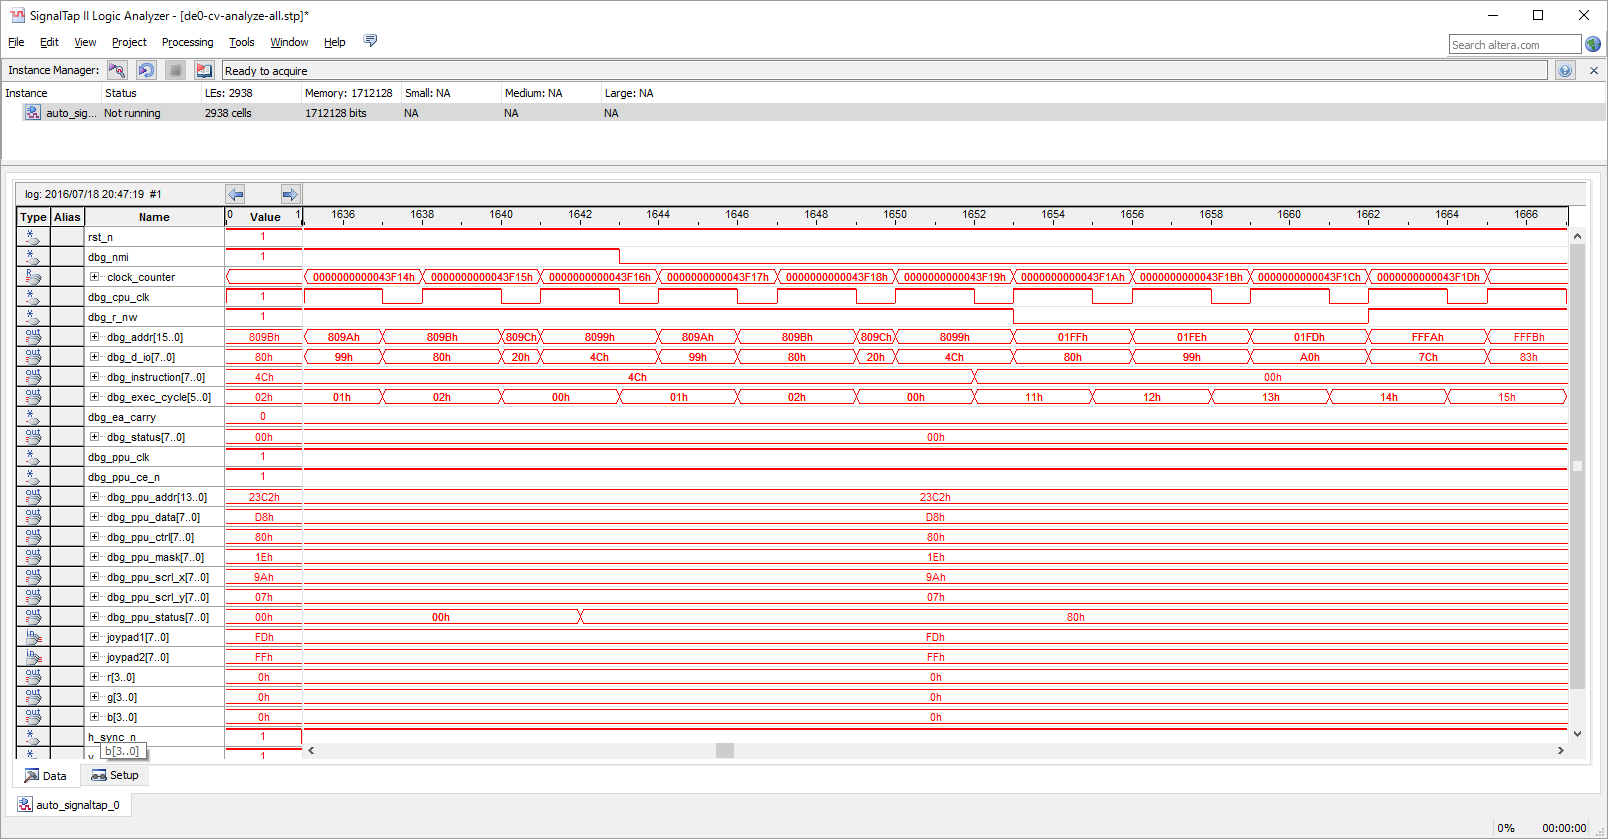 SignalTap II Logic Analyzer - [de0-cv-analyze-all.stp]*
File Edit View Project Processing Tools Window Help
Search altera.com
Instance Manager: Ready to acquire
Instance Status LEs: 2938 Memory: 1712128 Small: NA Medium: NA Large: NA
auto_sig... Not running 2938 cells 1712128 bits NA NA NA
log: 2016/07/18 20:47:19 #1
Type Alias Name 0 Value 1 1636 1638 1640 1642 1644 1646 1648 1650 1652 1654 1656 1658 1660 1662 1664 1666
rst_n 1
dbg_nmi 1
clock_counter 0000000000043F14h 0000000000043F15h 0000000000043F16h 0000000000043F17h 0000000000043F18h 0000000000043F19h 0000000000043F1Ah 0000000000043F1Bh 0000000000043F1Ch 0000000000043F1Dh
dbg_cpu_clk 1
dbg_r_nw 1
dbg_addr[15..0] 809Bh 809Ah 809Bh 809Ch 8099h 809Ah 809Bh 809Ch 8099h 01FFh 01FEh 01FDh FFFAh FFFBh
dbg_d_io[7..0] 80h 99h 80h 20h 4Ch 99h 80h 20h 4Ch 80h 99h A0h 7Ch 83h
dbg_instruction[7..0] 4Ch 4Ch 00h
dbg_exec_cycle[5..0] 02h 01h 02h 00h 01h 02h 00h 11h 12h 13h 14h 15h
dbg_ea_carry 0
dbg_status[7..0] 00h 00h
dbg_ppu_clk 1
dbg_ppu_ce_n 1
dbg_ppu_addr[13..0] 23C2h 23C2h
dbg_ppu_data[7..0] D8h D8h
dbg_ppu_ctrl[7..0] 80h 80h
dbg_ppu_mask[7..0] 1Eh 1Eh
dbg_ppu_scrl_x[7..0] 9Ah 9Ah
dbg_ppu_scrl_y[7..0] 07h 07h
dbg_ppu_status[7..0] 00h 00h 80h
joypad1[7..0] FDh FDh
joypad2[7..0] FFh FFh
r[3..0] 0h 0h
g[3..0] 0h 0h
b[3..0] 0h 0h
h_sync_n 1
b[3..0] 1
Data Setup
auto_signaltap_0
0% 00:00:00